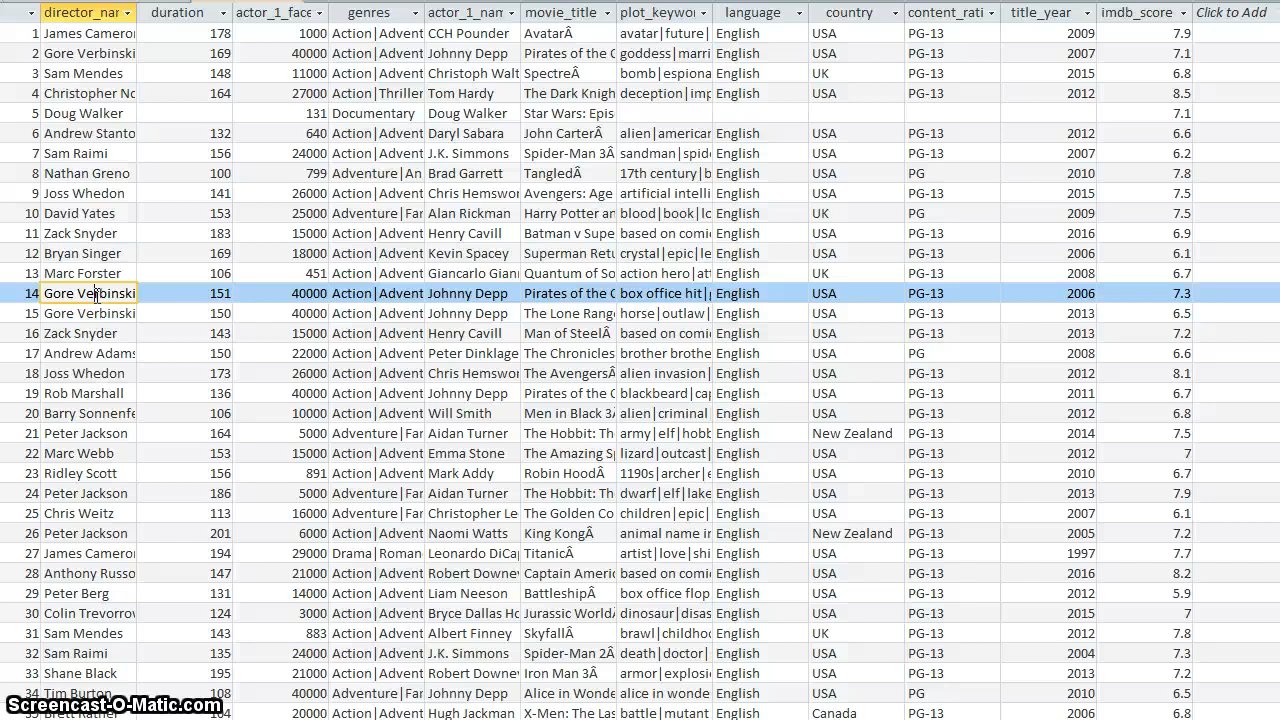 director_nar duration actor_1_face genres actor_1_nam movie_title plot_keywo language country content_rati title_year imdb_score Click to Add
1 James Cameror 178 1000 Action|Advent CCH Pounder AvatarÂ avatar|future| English USA PG-13 2009 7.9
2 Gore Verbinski 169 40000 Action|Advent Johnny Depp Pirates of the C goddess|marri English USA PG-13 2007 7.1
3 Sam Mendes 148 11000 Action|Advent Christoph Walt SpectreÂ bomb|espiona English UK PG-13 2015 6.8
4 Christopher Nc 164 27000 Action|Thriller Tom Hardy The Dark Knigh deception|imp English USA PG-13 2012 8.5
5 Doug Walker 131 Documentary Doug Walker Star Wars: Epis 7.1
6 Andrew Stanto 132 640 Action|Advent Daryl Sabara John CarterÂ alien|american English USA PG-13 2012 6.6
7 Sam Raimi 156 24000 Action|Advent J.K. Simmons Spider-Man 3Â sandman|spid English USA PG-13 2007 6.2
8 Nathan Greno 100 799 Adventure|An Brad Garrett TangledÂ 17th century|b English USA PG 2010 7.8
9 Joss Whedon 141 26000 Action|Advent Chris Hemswor Avengers: Age artificial intelli English USA PG-13 2015 7.5
10 David Yates 153 25000 Adventure|Far Alan Rickman Harry Potter an blood|book|lo English UK PG 2009 7.5
11 Zack Snyder 183 15000 Action|Advent Henry Cavill Batman v Supe based on comi English USA PG-13 2016 6.9
12 Bryan Singer 169 18000 Action|Advent Kevin Spacey Superman Retu crystal|epic|le English USA PG-13 2006 6.1
13 Marc Forster 106 451 Action|Advent Giancarlo Gian Quantum of So action hero|at English UK PG-13 2008 6.7
14 Gore Verbinski 151 40000 Action|Advent Johnny Depp Pirates of the C box office hit| English USA PG-13 2006 7.3
15 Gore Verbinski 150 40000 Action|Advent Johnny Depp The Lone Rang horse|outlaw| English USA PG-13 2013 6.5
16 Zack Snyder 143 15000 Action|Advent Henry Cavill Man of SteelÂ based on comi English USA PG-13 2013 7.2
17 Andrew Adams 150 22000 Action|Advent Peter Dinklage The Chronicles brother brothe English USA PG 2008 6.6
18 Joss Whedon 173 26000 Action|Advent Chris Hemswor The AvengersÂ alien invasion| English USA PG-13 2012 8.1
19 Rob Marshall 136 40000 Action|Advent Johnny Depp Pirates of the C blackbeard|cap English USA PG-13 2011 6.7
20 Barry Sonnenfe 106 10000 Action|Advent Will Smith Men in Black 3Â alien|criminal English USA PG-13 2012 6.8
21 Peter Jackson 164 5000 Adventure|Far Aidan Turner The Hobbit: Th army|elf|hobb English New Zealand PG-13 2014 7.5
22 Marc Webb 153 15000 Action|Advent Emma Stone The Amazing S lizard|outcast| English USA PG-13 2012 7
23 Ridley Scott 156 891 Action|Advent Mark Addy Robin HoodÂ 1190s|archer|e English USA PG-13 2010 6.7
24 Peter Jackson 186 5000 Adventure|Far Aidan Turner The Hobbit: Th dwarf|elf|lake English USA PG-13 2013 7.9
25 Chris Weitz 113 16000 Adventure|Far Christopher Le The Golden Co children|epic| English USA PG-13 2007 6.1
26 Peter Jackson 201 6000 Action|Advent Naomi Watts King KongÂ animal name in English New Zealand PG-13 2005 7.2
27 James Cameror 194 29000 Drama|Roman Leonardo DiCap TitanicÂ artist|love|shi English USA PG-13 1997 7.7
28 Anthony Russo 147 21000 Action|Advent Robert Downey Captain Americ based on comi English USA PG-13 2016 8.2
29 Peter Berg 131 14000 Action|Advent Liam Neeson BattleshipÂ box office flop English USA PG-13 2012 5.9
30 Colin Trevorrov 124 3000 Action|Advent Bryce Dallas Ho Jurassic WorldÂ dinosaur|disas English USA PG-13 2015 7
31 Sam Mendes 143 883 Action|Advent Albert Finney SkyfallÂ brawl|childhoo English UK PG-13 2012 7.8
32 Sam Raimi 135 24000 Action|Advent J.K. Simmons Spider-Man 2Â death|doctor| English USA PG-13 2004 7.3
33 Shane Black 195 21000 Action|Advent Robert Downey Iron Man 3Â armor|explosi English USA PG-13 2013 7.2
34 Tim Burton 108 40000 Adventure|Far Johnny Depp Alice in Wonde alice in wonde English USA PG 2010 6.5
Screencast-O-Matic.com
35 Brett Ratner 104 20000 Action|Advent Hugh Jackman X-Men: The Las battle|mutant English Canada PG-13 2006 6.8